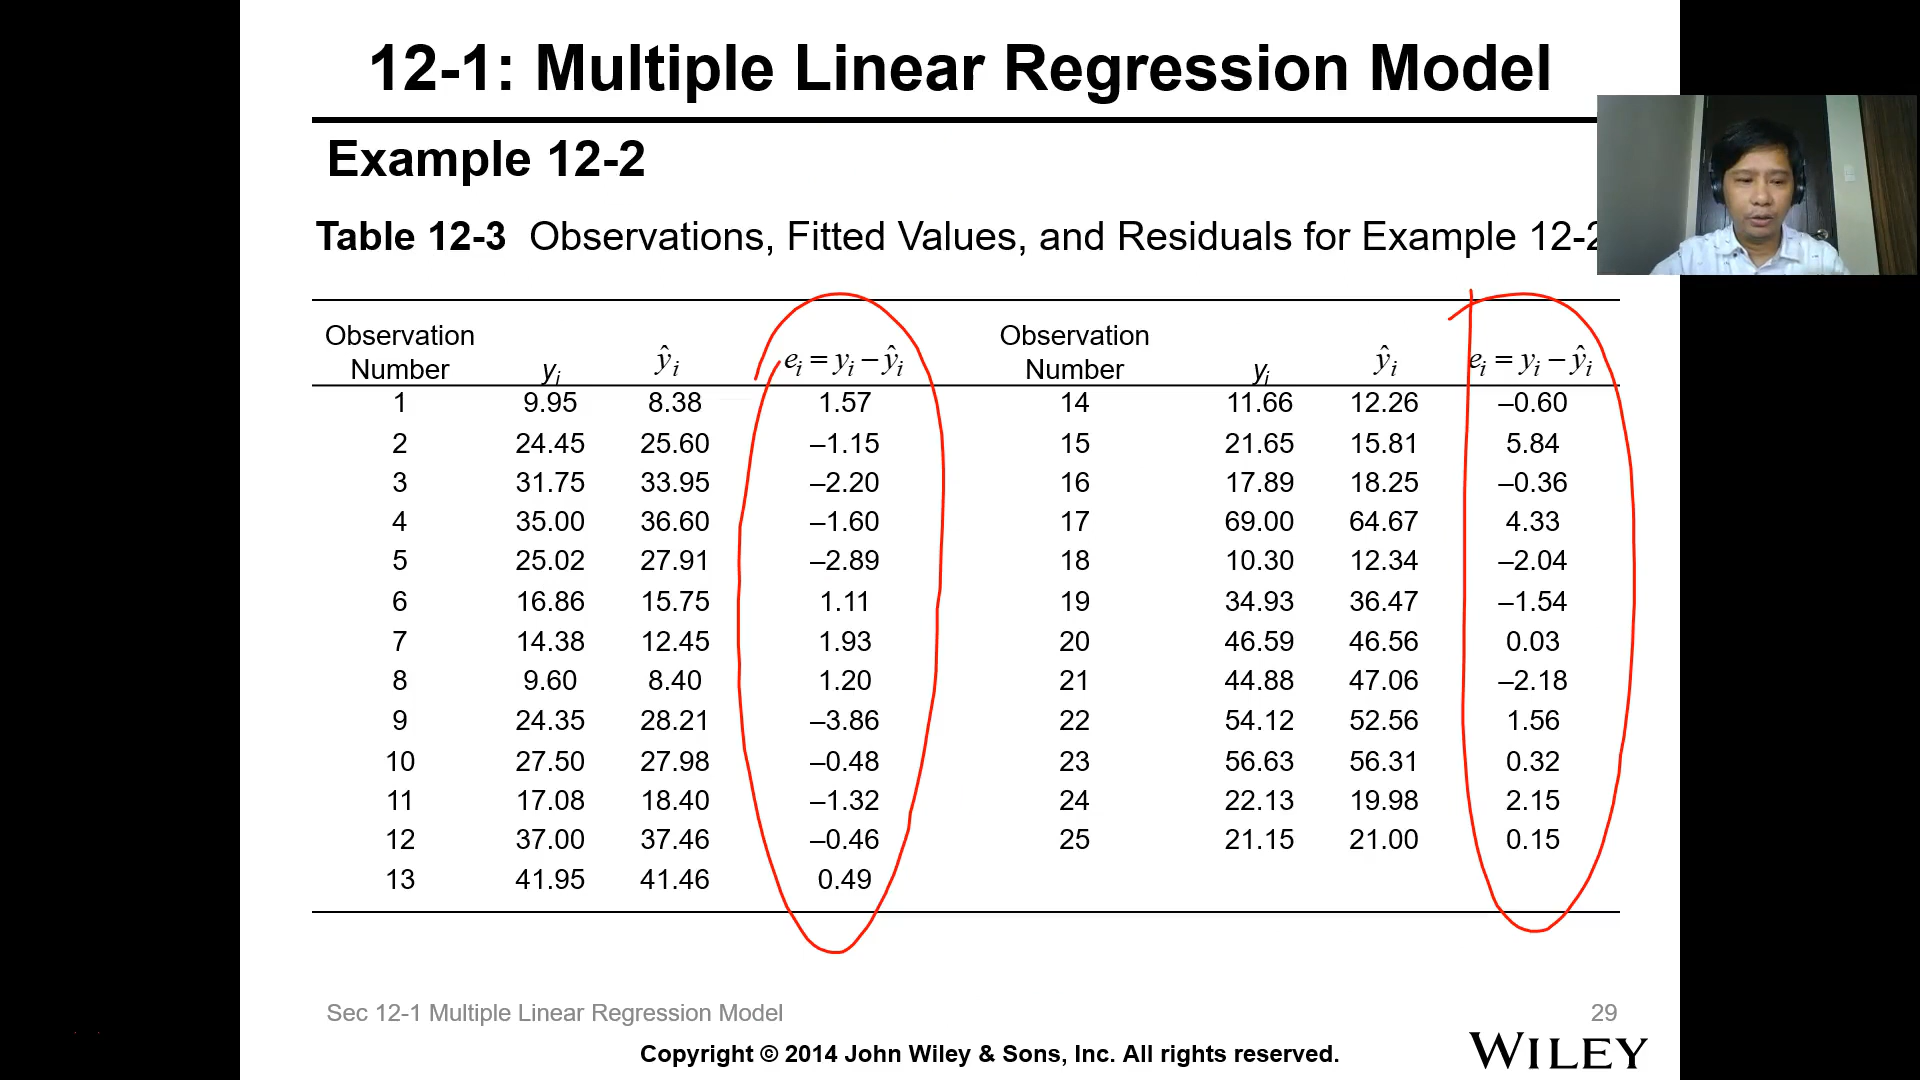 12-1: Multiple Linear Regression Model
Example 12-2
Table 12-3 Observations, Fitted Values, and Residuals for Example 12-2
Observation Number yᵢ ŷᵢ eᵢ = yᵢ − ŷᵢ Observation Number yᵢ ŷᵢ eᵢ = yᵢ − ŷᵢ
1 9.95 8.38 1.57 14 11.66 12.26 –0.60
2 24.45 25.60 –1.15 15 21.65 15.81 5.84
3 31.75 33.95 –2.20 16 17.89 18.25 –0.36
4 35.00 36.60 –1.60 17 69.00 64.67 4.33
5 25.02 27.91 –2.89 18 10.30 12.34 –2.04
6 16.86 15.75 1.11 19 34.93 36.47 –1.54
7 14.38 12.45 1.93 20 46.59 46.56 0.03
8 9.60 8.40 1.20 21 44.88 47.06 –2.18
9 24.35 28.21 –3.86 22 54.12 52.56 1.56
10 27.50 27.98 –0.48 23 56.63 56.31 0.32
11 17.08 18.40 –1.32 24 22.13 19.98 2.15
12 37.00 37.46 –0.46 25 21.15 21.00 0.15
13 41.95 41.46 0.49
Sec 12-1 Multiple Linear Regression Model 29
Copyright © 2014 John Wiley & Sons, Inc. All rights reserved.
WILEY